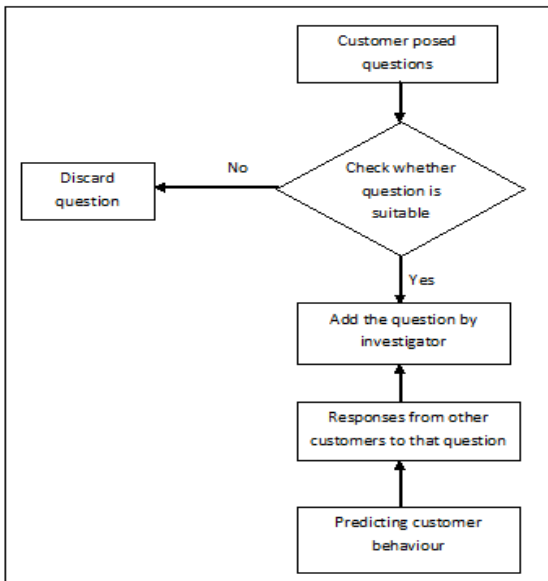 Customer posed
questions
No
Discard
question
Check whether
question is
suitable
Yes
Add the question by
investigator
Responses from other
customers to that question
Predicting customer
behaviour